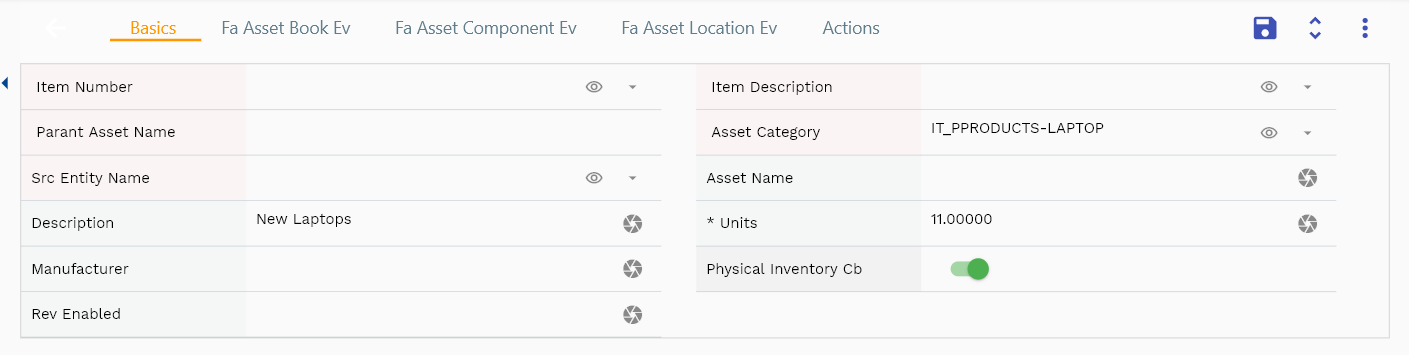 Basics Fa Asset Book Ev Fa Asset Component Ev Fa Asset Location Ev Actions
Item Number Item Description
Parant Asset Name Asset Category IT_PPRODUCTS-LAPTOP
Src Entity Name Asset Name
Description New Laptops * Units 11.00000
Manufacturer Physical Inventory Cb
Rev Enabled